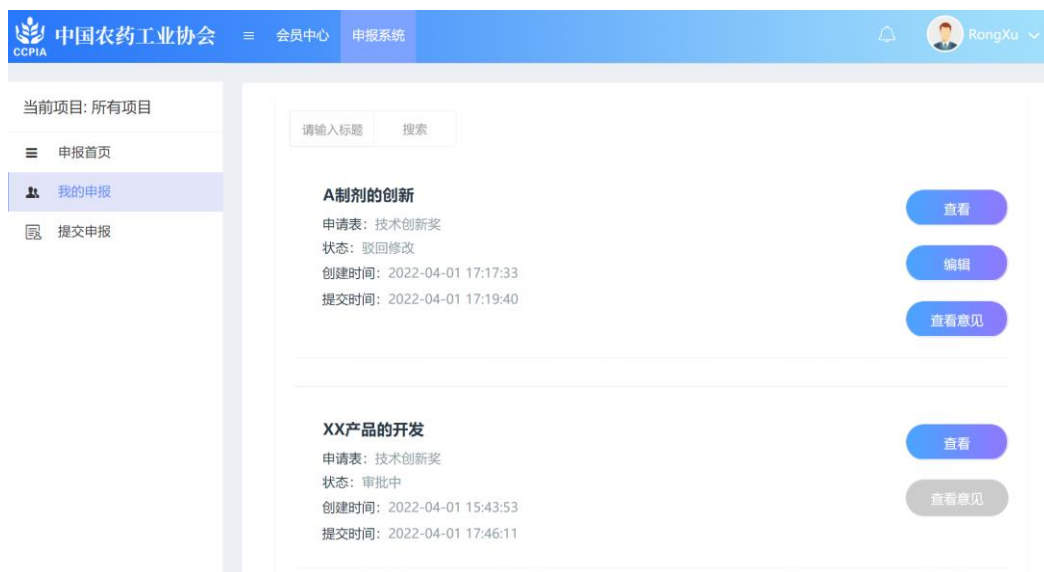 中国农药工业协会
CCPIA
会员中心
申报系统
RongXu
当前项目: 所有项目
申报首页
我的申报
提交申报
请输入标题
搜索
A制剂的创新
申请表：技术创新奖
状态：驳回修改
创建时间：2022-04-01 17:17:33
提交时间：2022-04-01 17:19:40
查看
编辑
查看意见
XX产品的开发
申请表：技术创新奖
状态：审批中
创建时间：2022-04-01 15:43:53
提交时间：2022-04-01 17:46:11
查看
查看意见